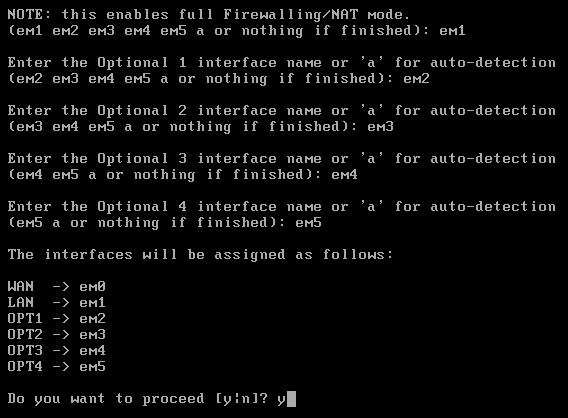 NOTE: this enables full Firewalling/NAT mode.
(em1 em2 em3 em4 em5 a or nothing if finished): em1
Enter the Optional 1 interface name or 'a' for auto-detection
(em2 em3 em4 em5 a or nothing if finished): em2
Enter the Optional 2 interface name or 'a' for auto-detection
(em3 em4 em5 a or nothing if finished): em3
Enter the Optional 3 interface name or 'a' for auto-detection
(em4 em5 a or nothing if finished): em4
Enter the Optional 4 interface name or 'a' for auto-detection
(em5 a or nothing if finished): em5
The interfaces will be assigned as follows:
WAN  -> em0
LAN  -> em1
OPT1 -> em2
OPT2 -> em3
OPT3 -> em4
OPT4 -> em5
Do you want to proceed [y|n]? y